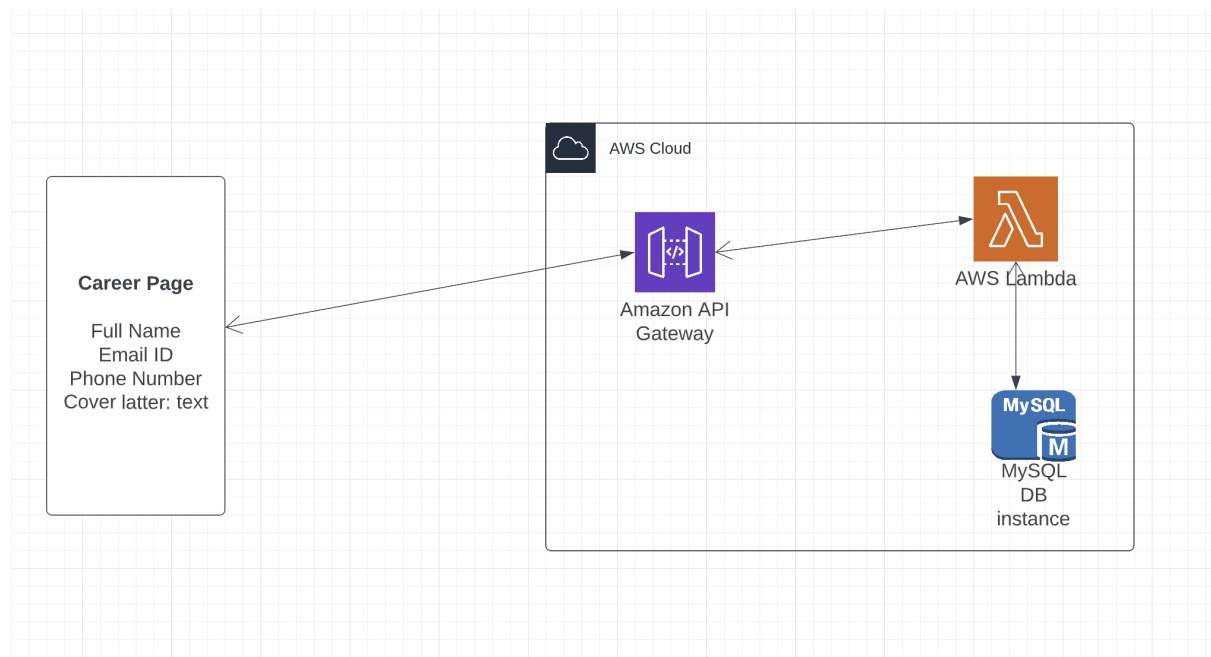 Career Page
Full Name
Email ID
Phone Number
Cover latter: text
AWS Cloud
</>
Amazon API
Gateway
AWS Lambda
MySQL
M
MySQL
DB
instance